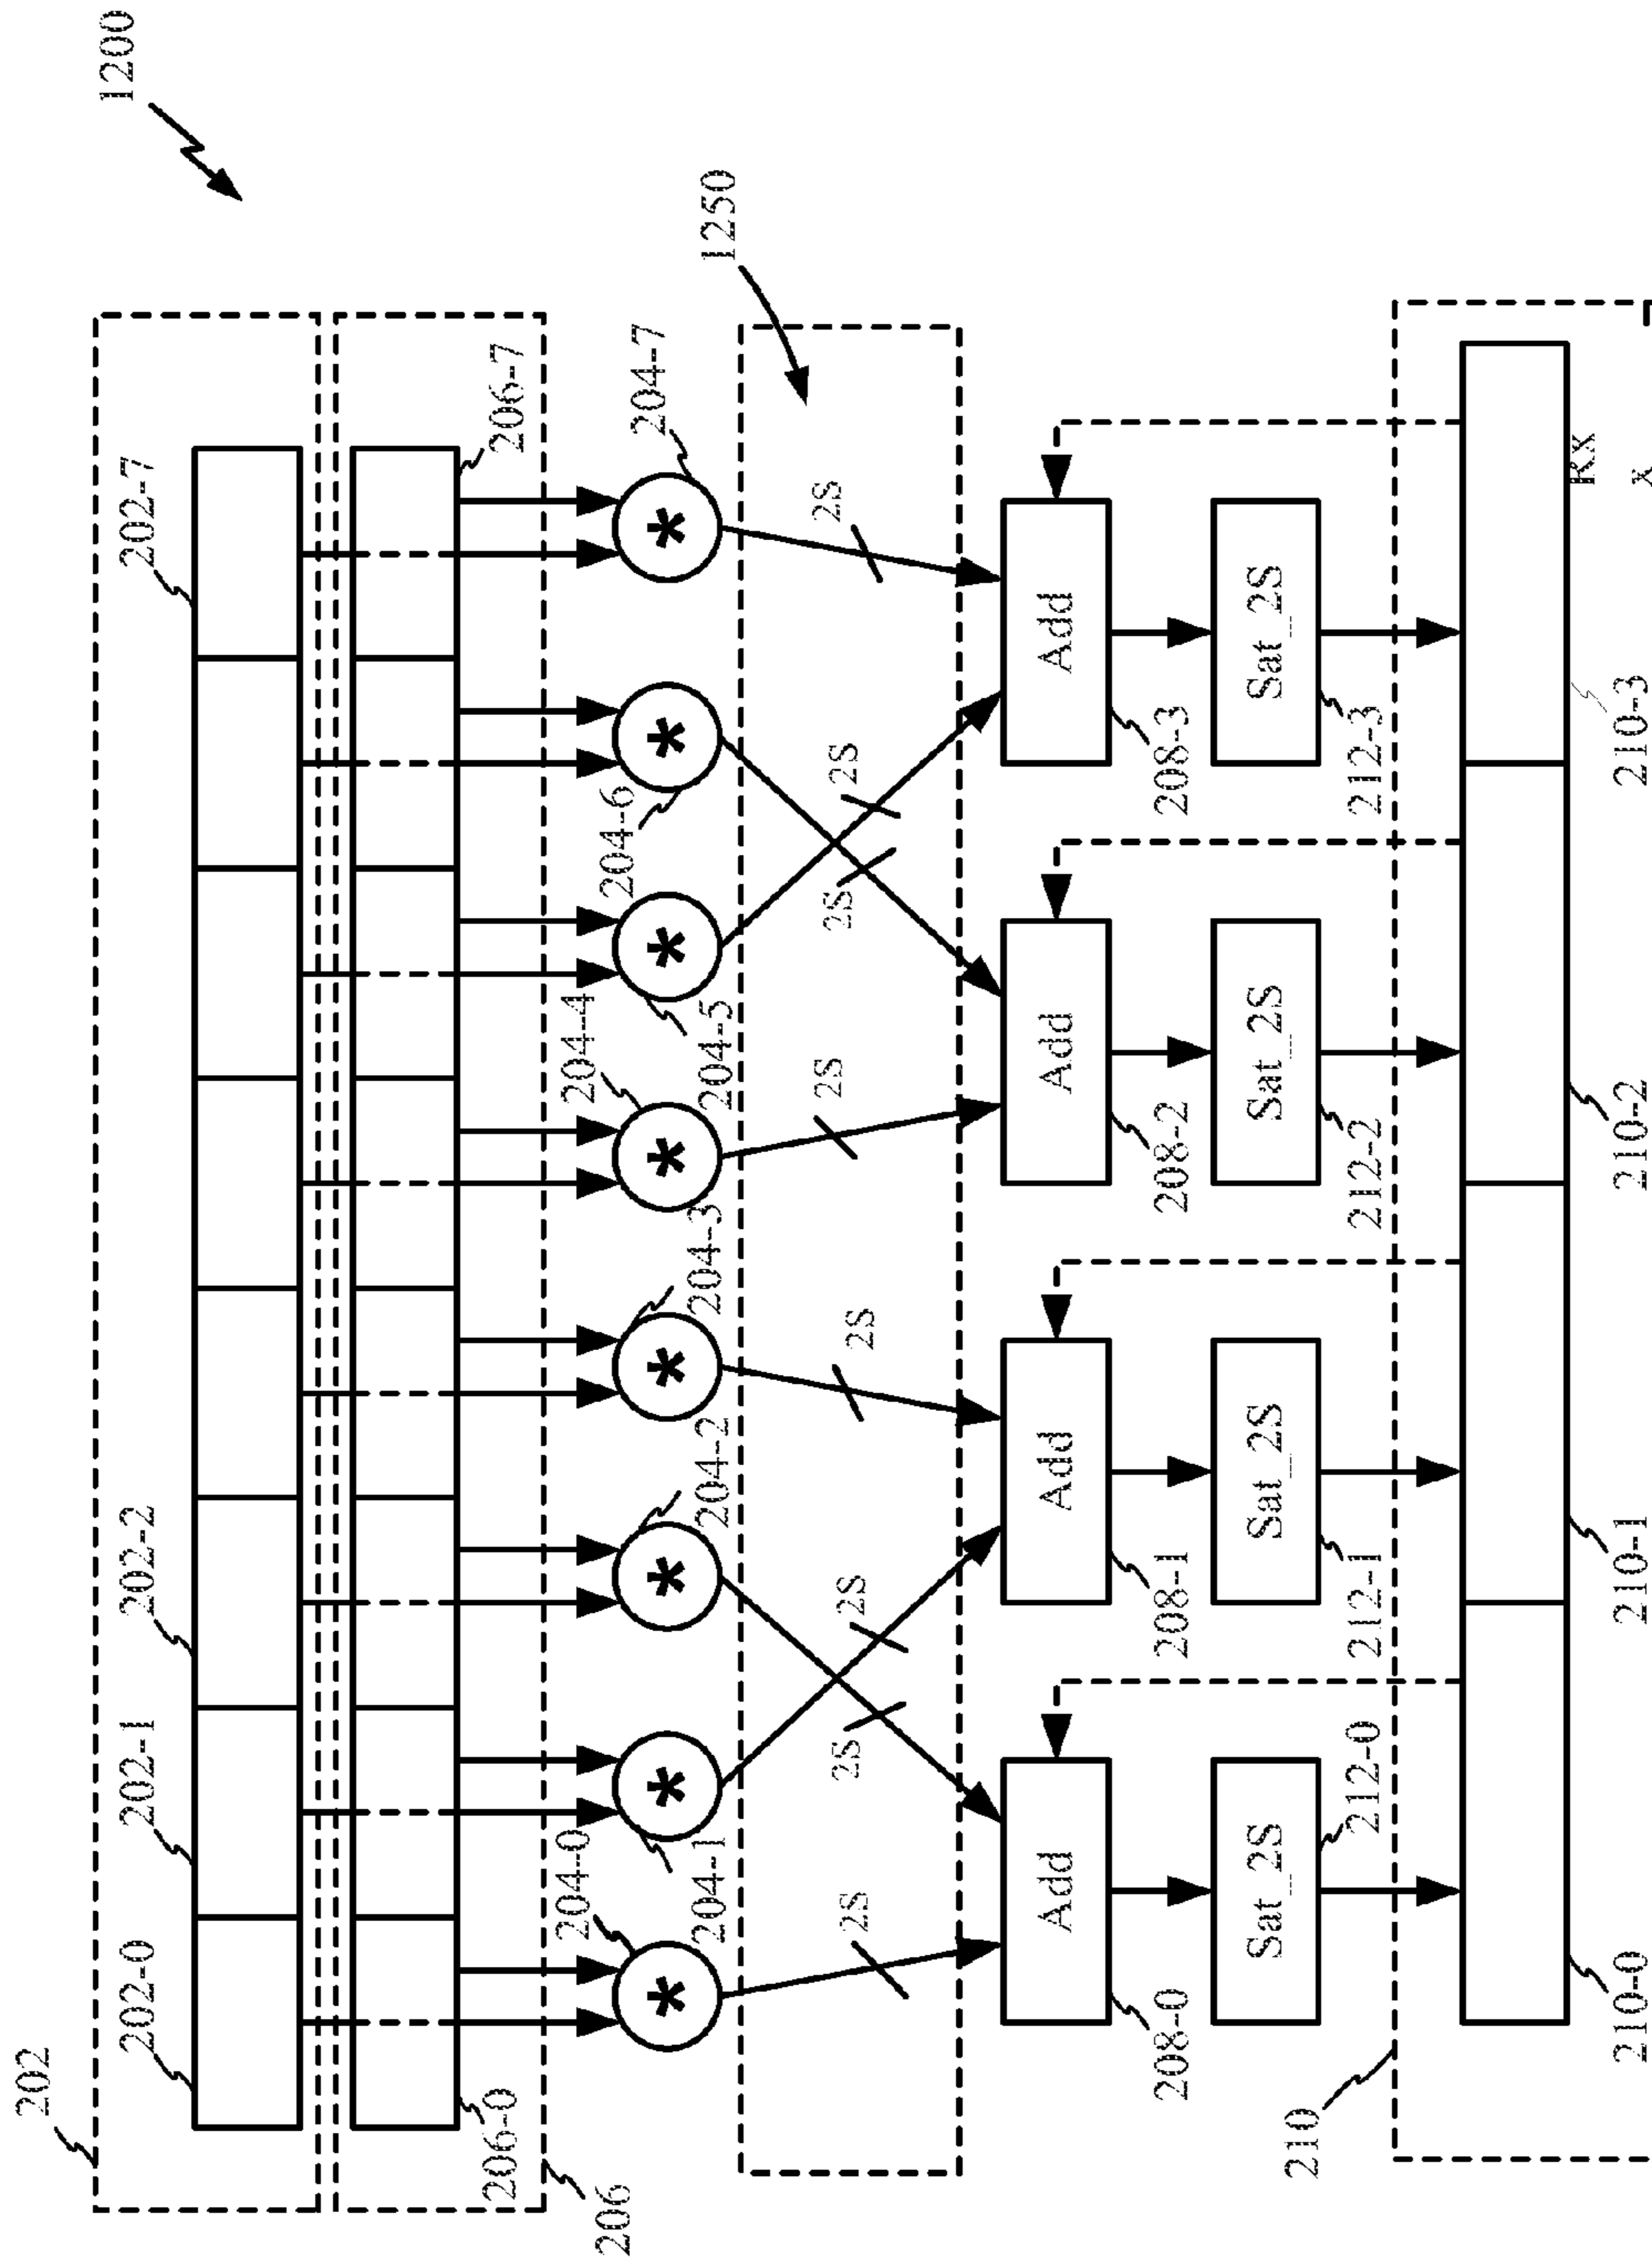 1200
202
202-0
202-1
202-2
202-7
206-0
206-7
206
204-0
204-1
204-2
204-3
204-4
204-5
204-6
204-7
*
*
*
*
*
*
*
*
1250
2S
2S
2S
2S
2S
2S
2S
2S
Add
Add
Add
Add
208-0
208-1
208-2
208-3
Sat_2S
Sat_2S
Sat_2S
Sat_2S
212-0
212-1
212-2
212-3
210
Rx
x
210-0
210-1
210-2
210-3